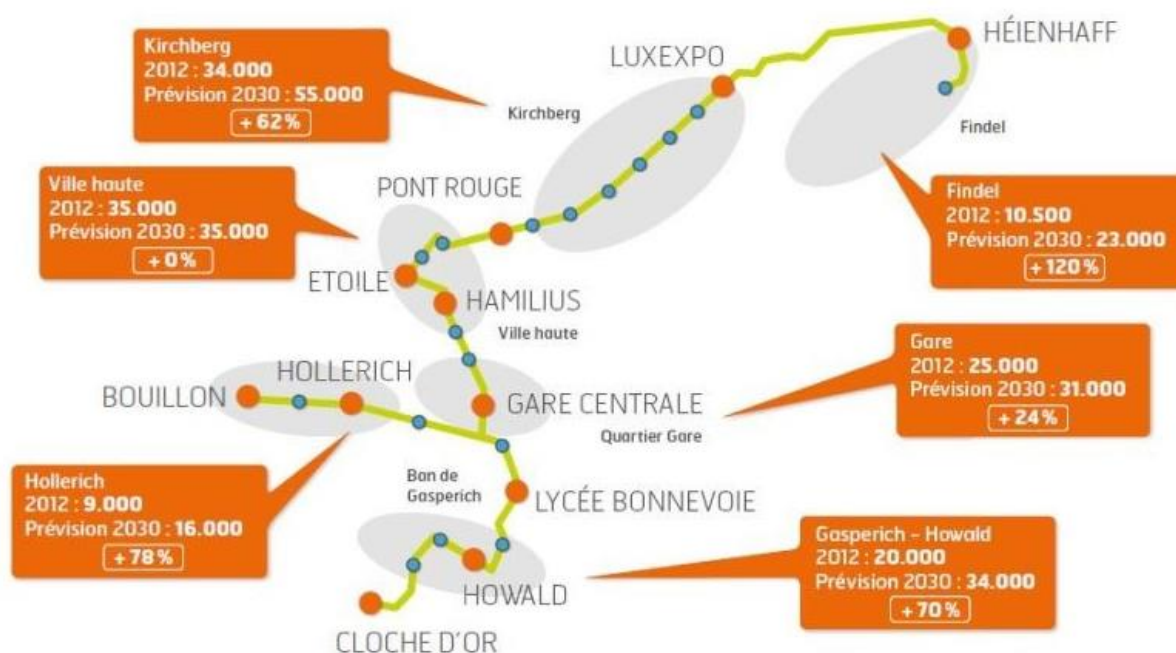 Kirchberg
2012 : 34.000
Prévision 2030 : 55.000
+ 62 %
LUXEXPO
HÉIENHAFF
Kirchberg
Findel
Ville haute
2012 : 35.000
Prévision 2030 : 35.000
+ 0 %
PONT ROUGE
Findel
2012 : 10.500
Prévision 2030 : 23.000
+ 120 %
ETOILE
HAMILIUS
Ville haute
Gare
2012 : 25.000
Prévision 2030 : 31.000
+ 24 %
BOUILLON
HOLLERICH
GARE CENTRALE
Quartier Gare
Hollerich
2012 : 9.000
Prévision 2030 : 16.000
+ 78 %
Ban de
Gasperich
LYCÉE BONNEVOIE
Gasperich – Howald
2012 : 20.000
Prévision 2030 : 34.000
+ 70 %
HOWALD
CLOCHE D'OR